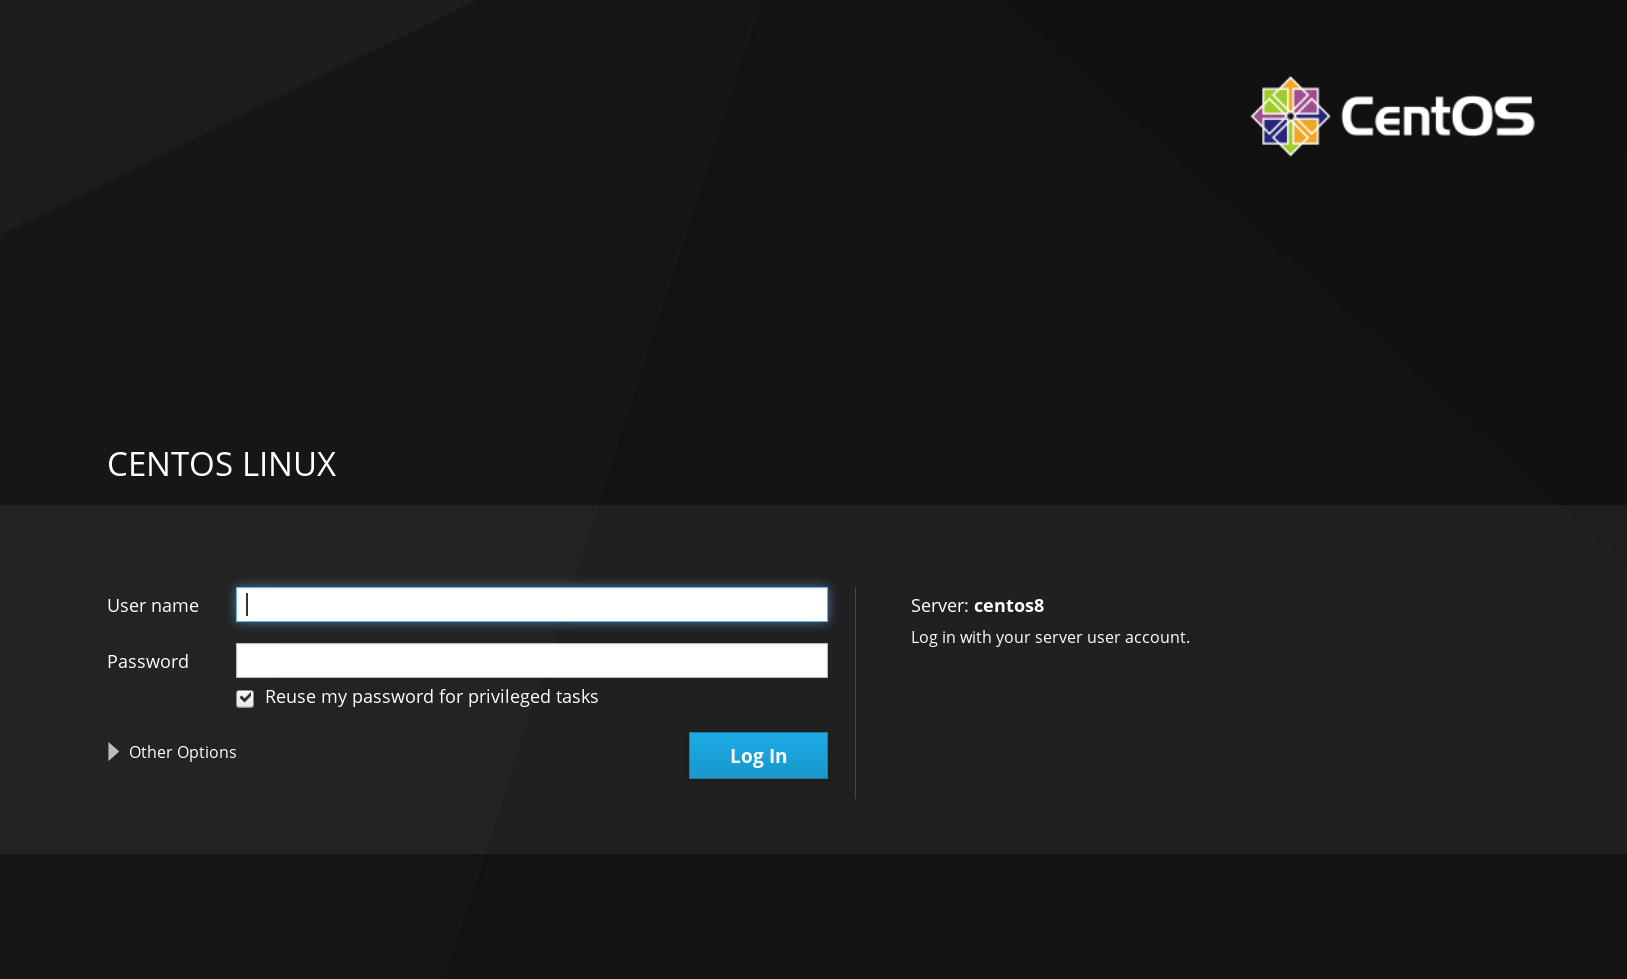 CentOS
CENTOS LINUX
User name
Password
Reuse my password for privileged tasks
Other Options
Log In
Server: centos8
Log in with your server user account.